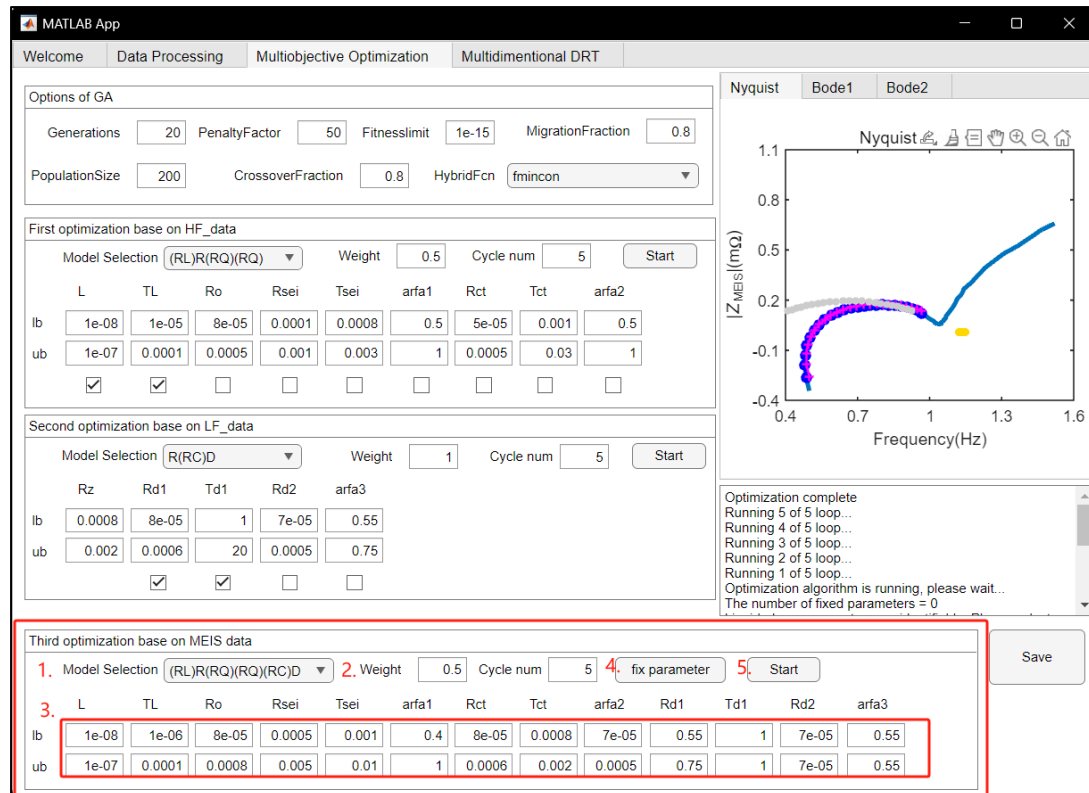 MATLAB App
Welcome Data Processing Multiobjective Optimization Multidimentional DRT
Options of GA
Generations 20 PenaltyFactor 50 Fitnesslimit 1e-15 MigrationFraction 0.8
PopulationSize 200 CrossoverFraction 0.8 HybridFcn fmincon
First optimization base on HF_data
Model Selection (RL)R(RQ)(RQ) Weight 0.5 Cycle num 5 Start
L TL Ro Rsei Tsei arfa1 Rct Tct arfa2
lb 1e-08 1e-05 8e-05 0.0001 0.0008 0.5 5e-05 0.001 0.5
ub 1e-07 0.0001 0.0005 0.001 0.003 1 0.0005 0.03 1
Second optimization base on LF_data
Model Selection R(RC)D Weight 1 Cycle num 5 Start
Rz Rd1 Td1 Rd2 arfa3
lb 0.0008 8e-05 1 7e-05 0.55
ub 0.002 0.0006 20 0.0005 0.75
Nyquist Bode1 Bode2
Nyquist
1.1
0.8
0.5
0.2
-0.1
-0.4
|Z_MEIS|(mΩ)
0.4 0.7 1 1.3 1.6
Frequency(Hz)
Optimization complete
Running 5 of 5 loop...
Running 4 of 5 loop...
Running 3 of 5 loop...
Running 2 of 5 loop...
Running 1 of 5 loop...
Optimization algorithm is running, please wait...
The number of fixed parameters = 0
Third optimization base on MEIS data
1. Model Selection (RL)R(RQ)(RQ)(RC)D 2. Weight 0.5 Cycle num 5 4. fix parameter 5. Start
3. L TL Ro Rsei Tsei arfa1 Rct Tct arfa2 Rd1 Td1 Rd2 arfa3
lb 1e-08 1e-06 8e-05 0.0005 0.001 0.4 8e-05 0.0008 7e-05 0.55 1 7e-05 0.55
ub 1e-07 0.0001 0.0008 0.005 0.01 1 0.0006 0.002 0.0005 0.75 1 7e-05 0.55
Save